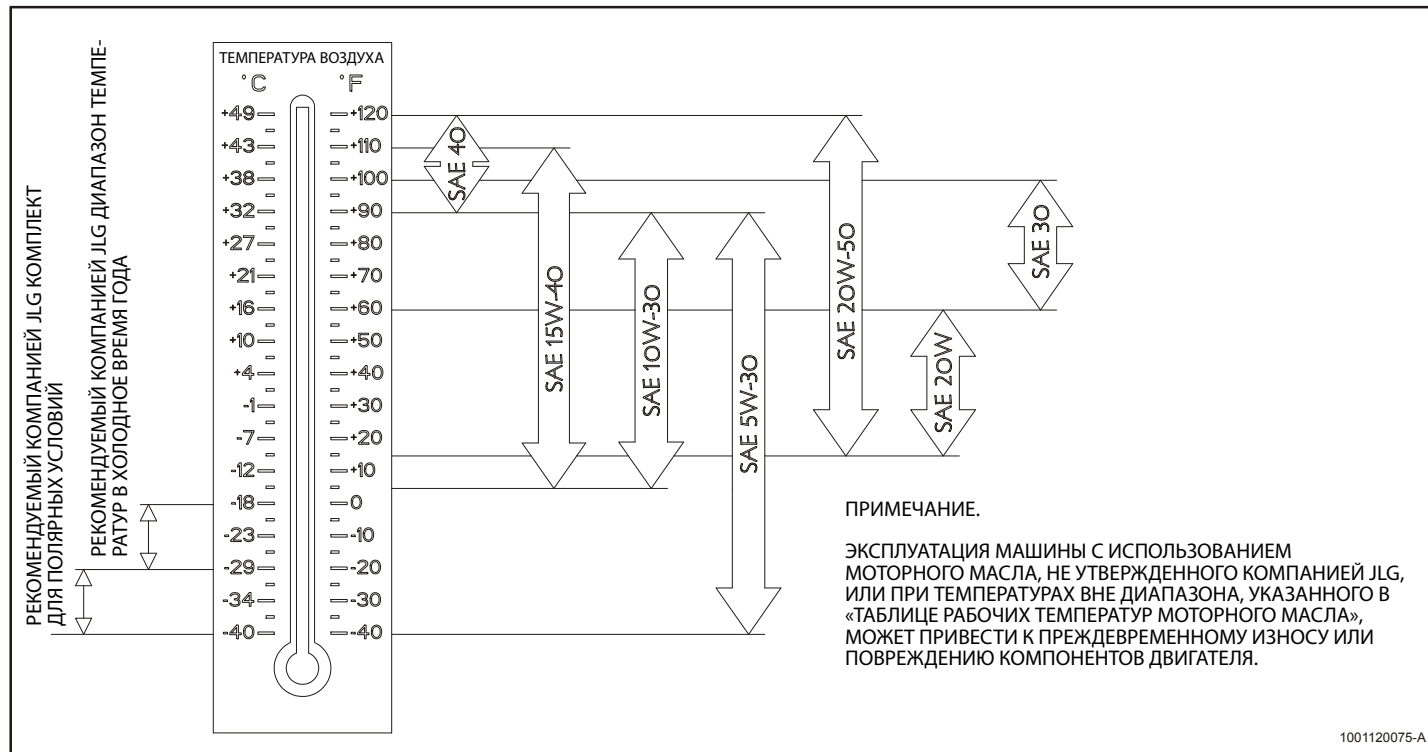 РЕКОМЕНДУЕМЫЙ КОМПАНИЕЙ JLG КОМПЛЕКТ
ДЛЯ ПОЛЯРНЫХ УСЛОВИЙ
РЕКОМЕНДУЕМЫЙ КОМПАНИЕЙ JLG ДИАПАЗОН ТЕМПЕ-
РАТУР В ХОЛОДНОЕ ВРЕМЯ ГОДА
ТЕМПЕРАТУРА ВОЗДУХА
°C °F
+49 +120
+43 +110
+38 +100
+32 +90
+27 +80
+21 +70
+16 +60
+10 +50
+4 +40
-1 +30
-7 +20
-12 +10
-18 0
-23 -10
-29 -20
-34 -30
-40 -40
SAE 40
SAE 15W-40
SAE 10W-30
SAE 5W-30
SAE 20W-50
SAE 20W
SAE 30
ПРИМЕЧАНИЕ.
ЭКСПЛУАТАЦИЯ МАШИНЫ С ИСПОЛЬЗОВАНИЕМ
МОТОРНОГО МАСЛА, НЕ УТВЕРЖДЕННОГО КОМПАНИЕЙ JLG,
ИЛИ ПРИ ТЕМПЕРАТУРАХ ВНЕ ДИАПАЗОНА, УКАЗАННОГО В
«ТАБЛИЦЕ РАБОЧИХ ТЕМПЕРАТУР МОТОРНОГО МАСЛА»,
МОЖЕТ ПРИВЕСТИ К ПРЕЖДЕВРЕМЕННОМУ ИЗНОСУ ИЛИ
ПОВРЕЖДЕНИЮ КОМПОНЕНТОВ ДВИГАТЕЛЯ.
1001120075-A